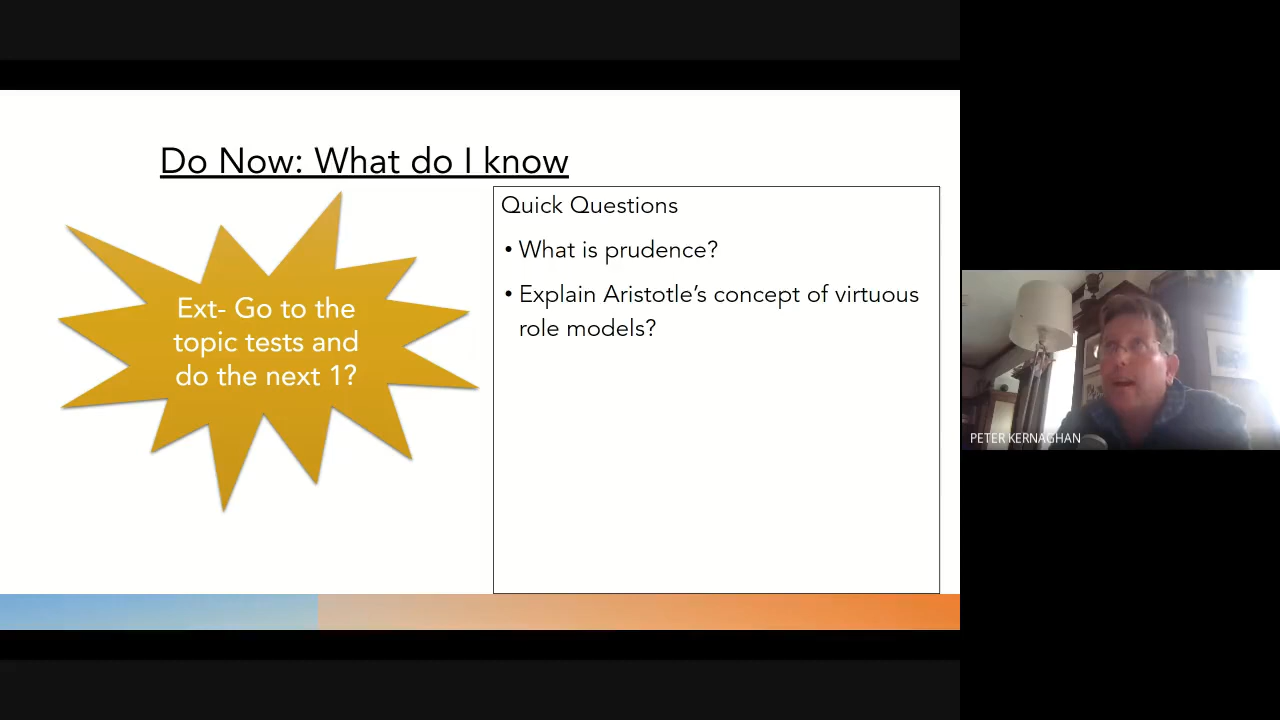 Do Now: What do I know
Ext- Go to the
topic tests and
do the next 1?
Quick Questions
• What is prudence?
• Explain Aristotle's concept of virtuous
role models?
PETER KERNAGHAN